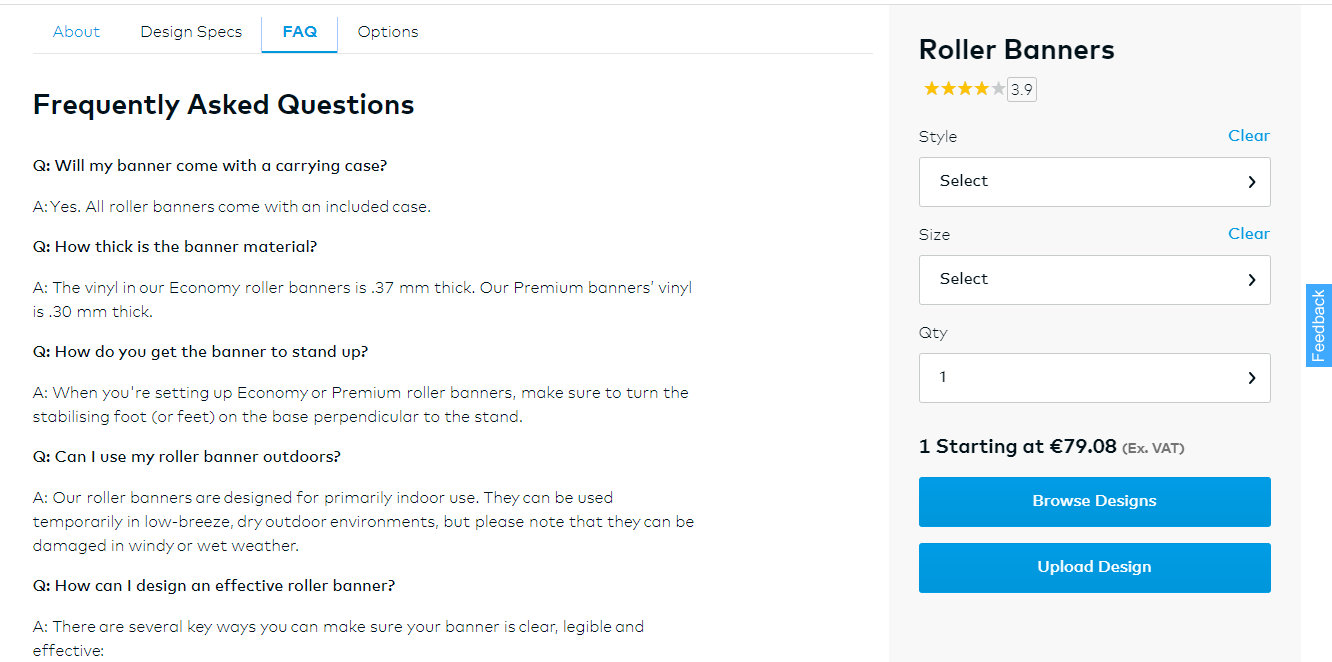 About
Design Specs
FAQ
Options
Frequently Asked Questions
Q: Will my banner come with a carrying case?
A: Yes. All roller banners come with an included case.
Q: How thick is the banner material?
A: The vinyl in our Economy roller banners is .37 mm thick. Our Premium banners’ vinyl
is .30 mm thick.
Q: How do you get the banner to stand up?
A: When you're setting up Economy or Premium roller banners, make sure to turn the
stabilising foot (or feet) on the base perpendicular to the stand.
Q: Can I use my roller banner outdoors?
A: Our roller banners are designed for primarily indoor use. They can be used
temporarily in low-breeze, dry outdoor environments, but please note that they can be
damaged in windy or wet weather.
Q: How can I design an effective roller banner?
A: There are several key ways you can make sure your banner is clear, legible and
effective:
Roller Banners
3.9
Style
Clear
Select
Size
Clear
Select
Qty
1
1 Starting at €79.08 (Ex. VAT)
Browse Designs
Upload Design
Feedback